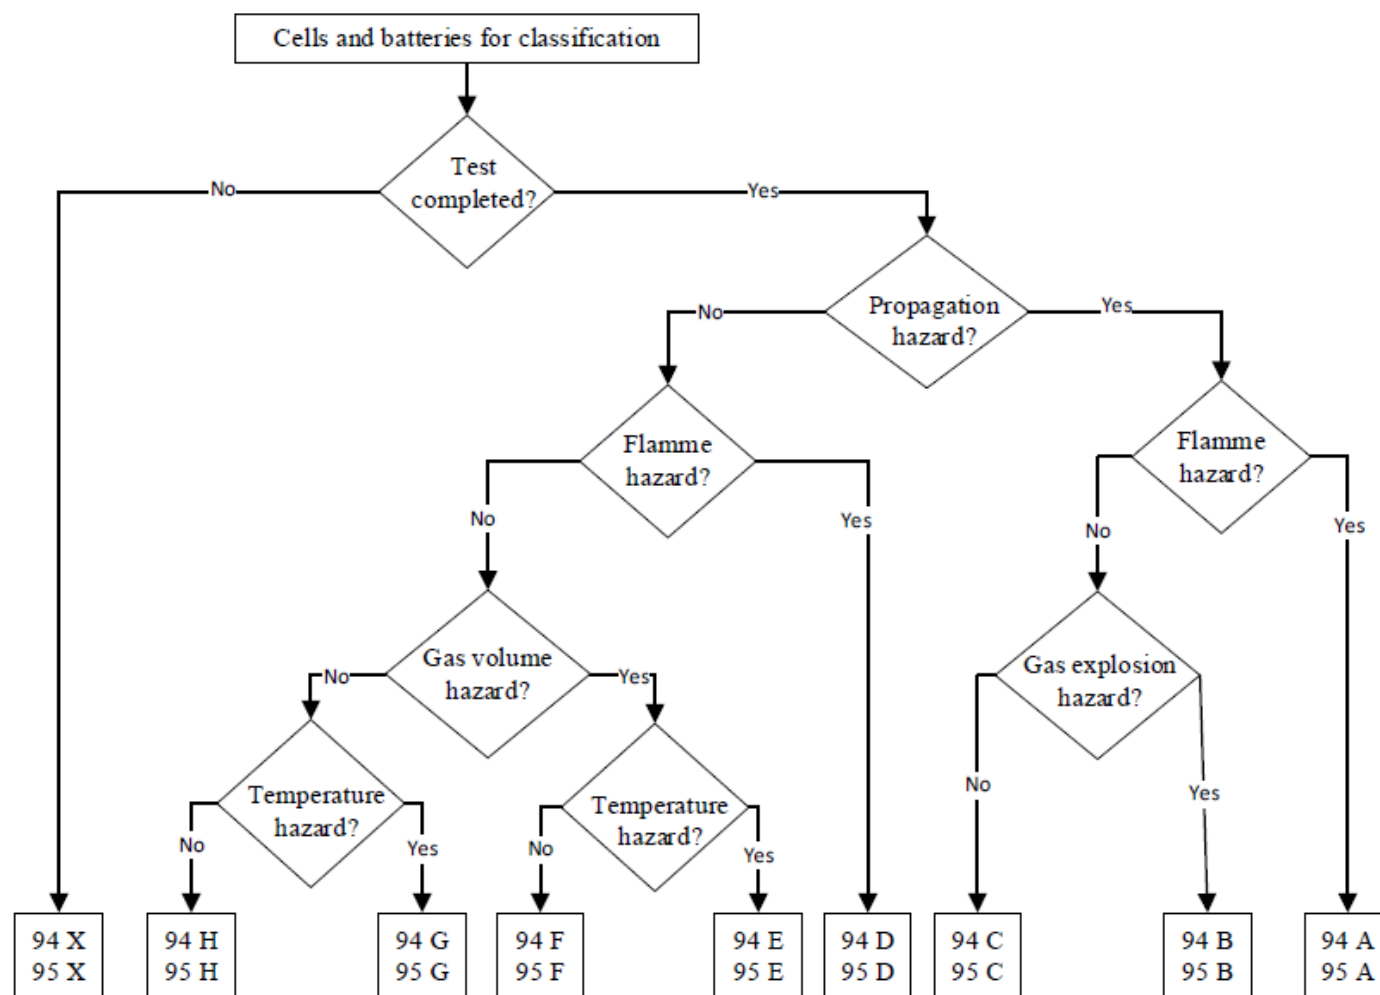 Cells and batteries for classification
Test
completed?
No
Yes
Propagation
hazard?
No
Yes
Flamme
hazard?
Flamme
hazard?
No
Yes
No
Yes
Gas volume
hazard?
Gas explosion
hazard?
No
Yes
No
Yes
Temperature
hazard?
Temperature
hazard?
No
Yes
No
Yes
94 X
95 X
94 H
95 H
94 G
95 G
94 F
95 F
94 E
95 E
94 D
95 D
94 C
95 C
94 B
95 B
94 A
95 A